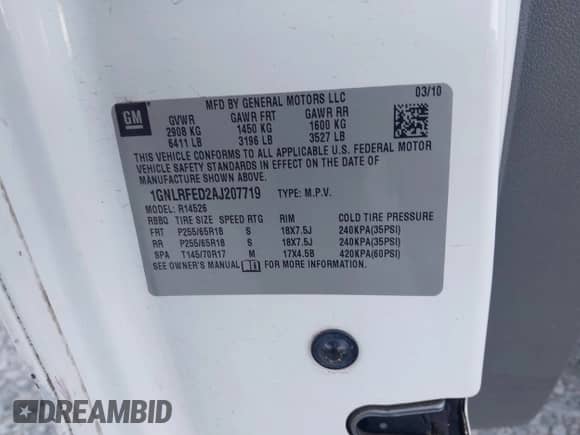 GM
MFD BY GENERAL MOTORS LLC
03/10
GVWR GAWR FRT GAWR RR
2908 KG 1450 KG 1600 KG
6411 LB 3196 LB 3527 LB
THIS VEHICLE CONFORMS TO ALL APPLICABLE U.S. FEDERAL MOTOR
VEHICLE SAFETY STANDARDS IN EFFECT ON THE DATE OF
MANUFACTURE SHOWN ABOVE.
1GNLRFED2AJ207719 TYPE: M.P.V.
MODEL: R14526
RBBQ TIRE SIZE SPEED RTG RIM COLD TIRE PRESSURE
FRT P255/65R18 S 18X7.5J 240KPA(35PSI)
RR P255/65R18 S 18X7.5J 240KPA(35PSI)
SPA T145/70R17 M 17X4.5B 420KPA(60PSI)
SEE OWNER'S MANUAL FOR MORE INFORMATION.
DREAMBID